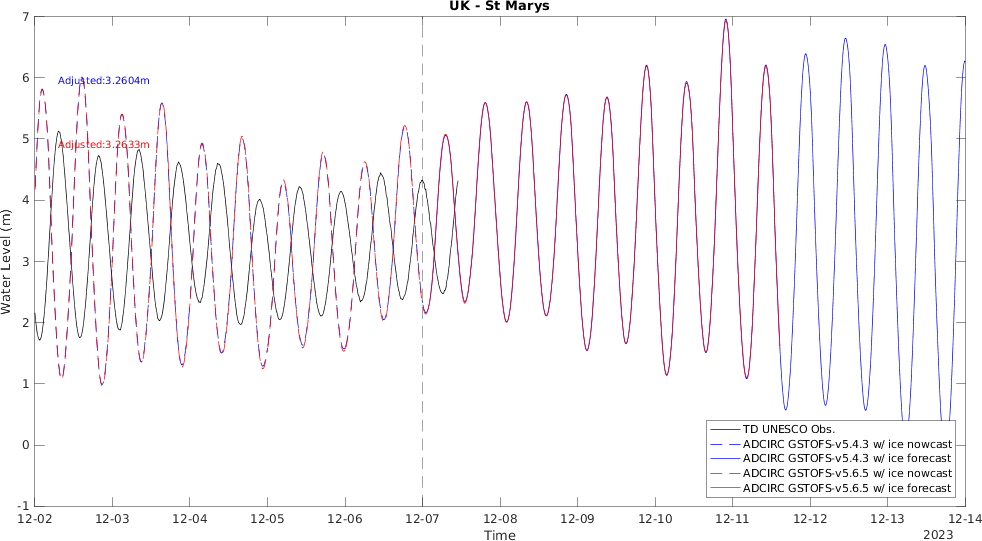 UK - St Marys
7
6
5
4
3
2
1
0
-1
Water Level (m)
Adjusted:3.2604m
Adjusted:3.2633m
TD UNESCO Obs.
ADCIRC GSTOFS-v5.4.3 w/ ice nowcast
ADCIRC GSTOFS-v5.4.3 w/ ice forecast
ADCIRC GSTOFS-v5.6.5 w/ ice nowcast
ADCIRC GSTOFS-v5.6.5 w/ ice forecast
12-02 12-03 12-04 12-05 12-06 12-07 12-08 12-09 12-10 12-11 12-12 12-13 12-14
Time
2023